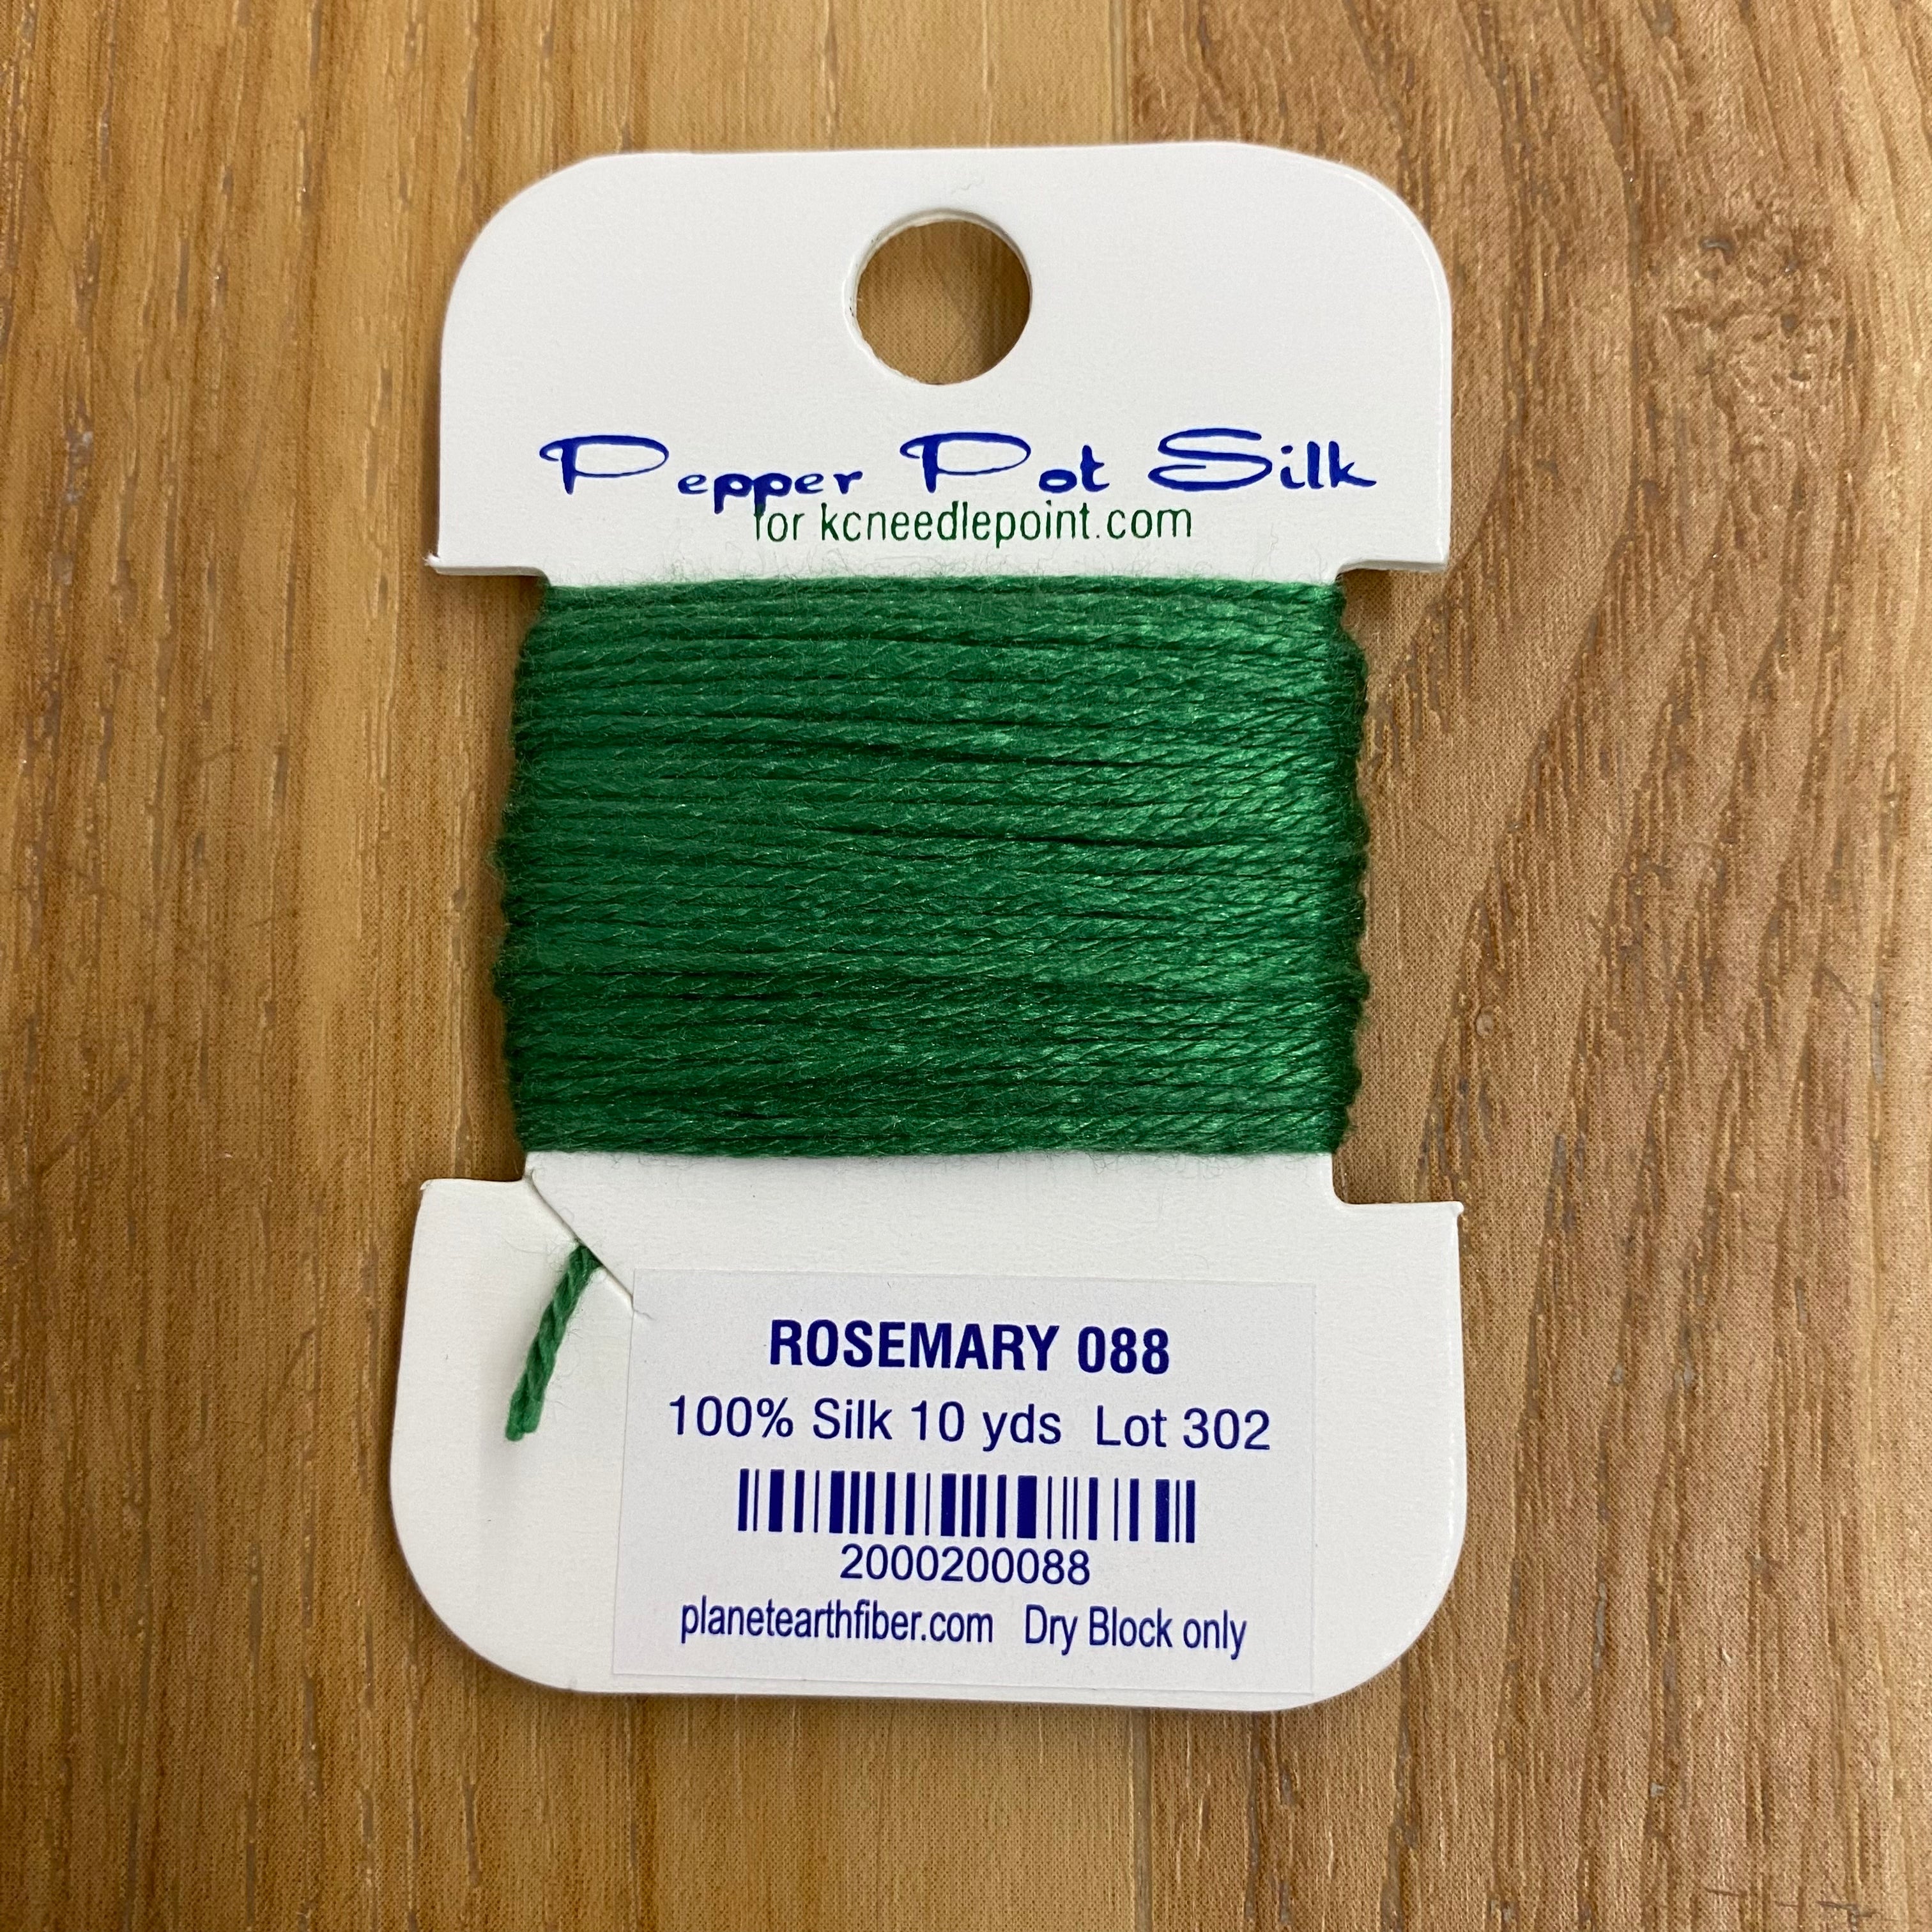 Pepper Pot Silk
for kcneedlepoint.com
ROSEMARY 088
100% Silk 10 yds Lot 302
2000200088
planetearthfiber.com Dry Block only